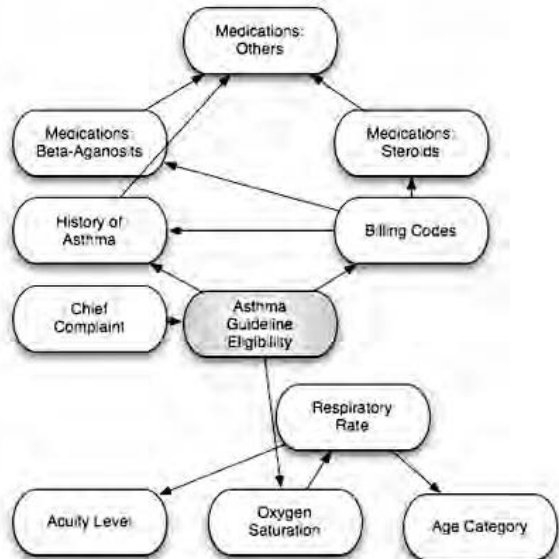 Medications:
Others
Medications:
Beta-Aganosits
Medications:
Steroids
History of
Asthma
Billing Codes
Chief
Complaint
Asthma
Guideline
Eligibility
Respiratory
Rate
Acuity Level
Oxygen
Saturation
Age Category